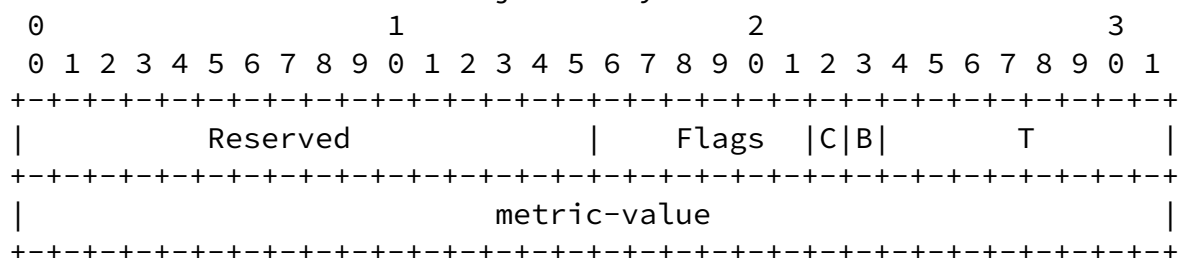 0                   1                   2                   3
 0 1 2 3 4 5 6 7 8 9 0 1 2 3 4 5 6 7 8 9 0 1 2 3 4 5 6 7 8 9 0 1
+-+-+-+-+-+-+-+-+-+-+-+-+-+-+-+-+-+-+-+-+-+-+-+-+-+-+-+-+-+-+-+-+
|          Reserved             |    Flags  |C|B|       T       |
+-+-+-+-+-+-+-+-+-+-+-+-+-+-+-+-+-+-+-+-+-+-+-+-+-+-+-+-+-+-+-+-+
|                          metric-value                         |
+-+-+-+-+-+-+-+-+-+-+-+-+-+-+-+-+-+-+-+-+-+-+-+-+-+-+-+-+-+-+-+-+